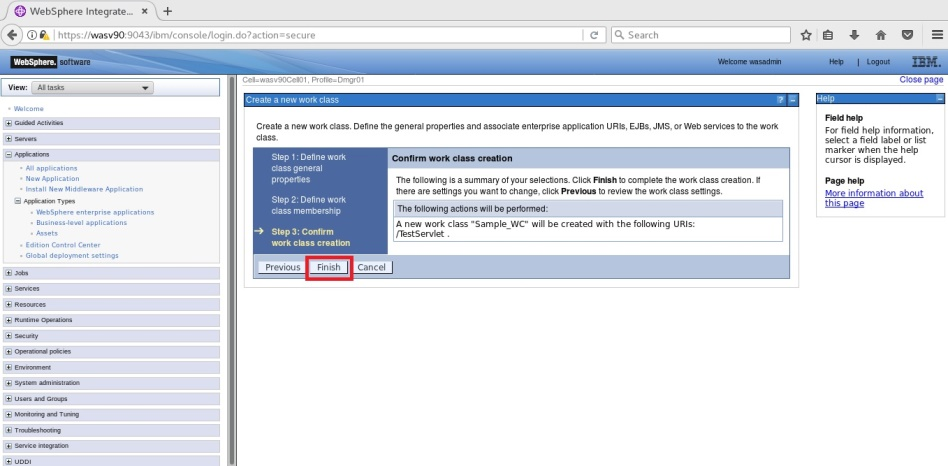 WebSphere Integrate...
https://wasv90:9043/ibm/console/login.do?action=secure
Search
WebSphere. software
Welcome wasadmin
Help | Logout
IBM.
View: All tasks
Cell=wasv90Cell01, Profile=Dmgr01
Close page
Welcome
Guided Activities
Servers
Applications
All applications
New Application
Install New Middleware Application
Application Types
WebSphere enterprise applications
Business-level applications
Assets
Edition Control Center
Global deployment settings
Jobs
Services
Resources
Runtime Operations
Security
Operational policies
Environment
System administration
Users and Groups
Monitoring and Tuning
Troubleshooting
Service integration
UDDI
Create a new work class
Create a new work class. Define the general properties and associate enterprise application URIs, EJBs, JMS, or Web services to the work
class.
Step 1: Define work
class general
properties
Step 2: Define work
class membership
Step 3: Confirm
work class creation
Confirm work class creation
The following is a summary of your selections. Click Finish to complete the work class creation. If
there are settings you want to change, click Previous to review the work class settings.
The following actions will be performed:
A new work class "Sample_WC" will be created with the following URIs:
/TestServlet .
Previous
Finish
Cancel
Help
Field help
For field help information,
select a field label or list
marker when the help
cursor is displayed.
Page help
More information about
this page